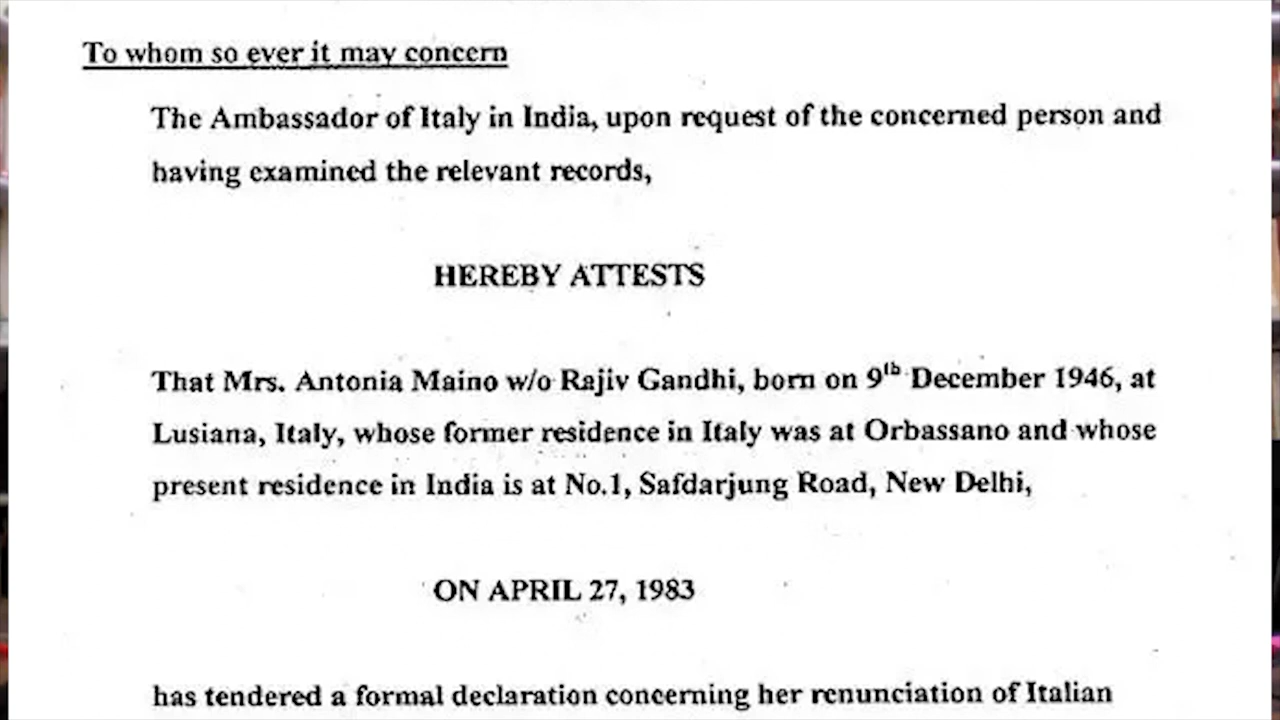 To whom so ever it may concern
The Ambassador of Italy in India, upon request of the concerned person and
having examined the relevant records,
HEREBY ATTESTS
That Mrs. Antonia Maino w/o Rajiv Gandhi, born on 9th December 1946, at
Lusiana, Italy, whose former residence in Italy was at Orbassano and whose
present residence in India is at No.1, Safdarjung Road, New Delhi,
ON APRIL 27, 1983
has tendered a formal declaration concerning her renunciation of Italian